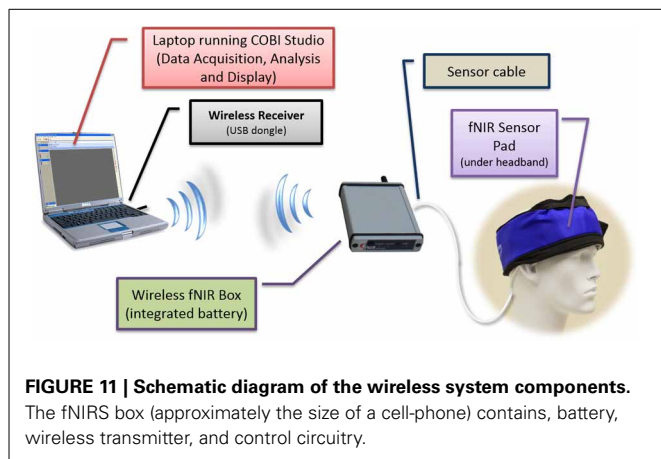 Laptop running COBI Studio
(Data Acquisition, Analysis
and Display)
Sensor cable
Wireless Receiver
(USB dongle)
fNIR Sensor
Pad
(under headband)
Wireless fNIR Box
(integrated battery)
FIGURE 11 | Schematic diagram of the wireless system components.
The fNIRS box (approximately the size of a cell-phone) contains, battery,
wireless transmitter, and control circuitry.